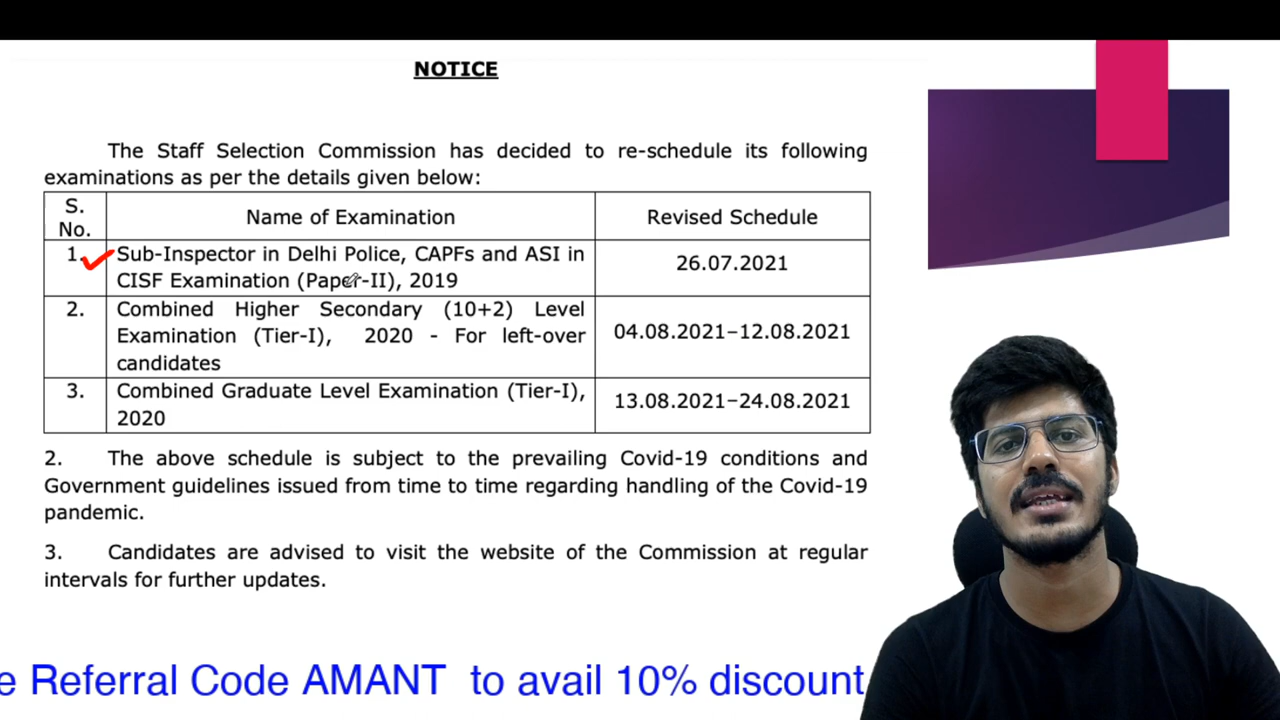 NOTICE
The Staff Selection Commission has decided to re-schedule its following
examinations as per the details given below:
S.
No.
Name of Examination
Revised Schedule
1.
Sub-Inspector in Delhi Police, CAPFs and ASI in
CISF Examination (Paper-II), 2019
26.07.2021
2.
Combined Higher Secondary (10+2) Level
Examination (Tier-I), 2020 - For left-over
candidates
04.08.2021–12.08.2021
3.
Combined Graduate Level Examination (Tier-I),
2020
13.08.2021–24.08.2021
2. The above schedule is subject to the prevailing Covid-19 conditions and
Government guidelines issued from time to time regarding handling of the Covid-19
pandemic.
3. Candidates are advised to visit the website of the Commission at regular
intervals for further updates.
e Referral Code AMANT to avail 10% discount